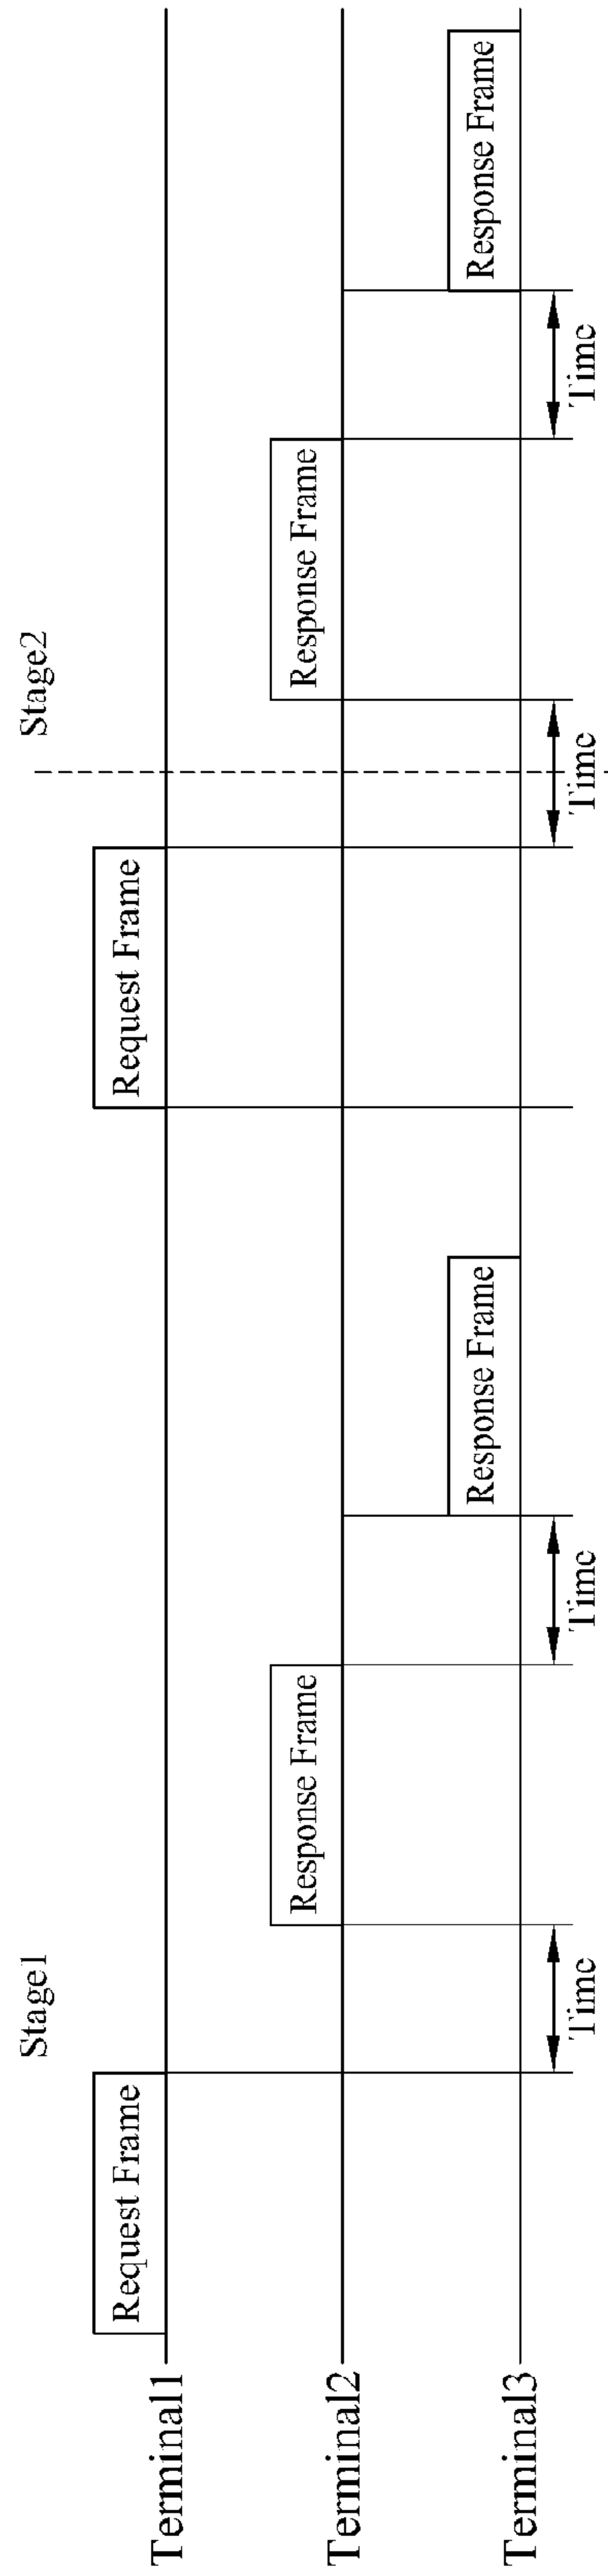 Stage1
Stage2
Terminal1
Request Frame
Request Frame
Terminal2
Response Frame
Response Frame
Terminal3
Response Frame
Response Frame
Time
Time
Time
Time